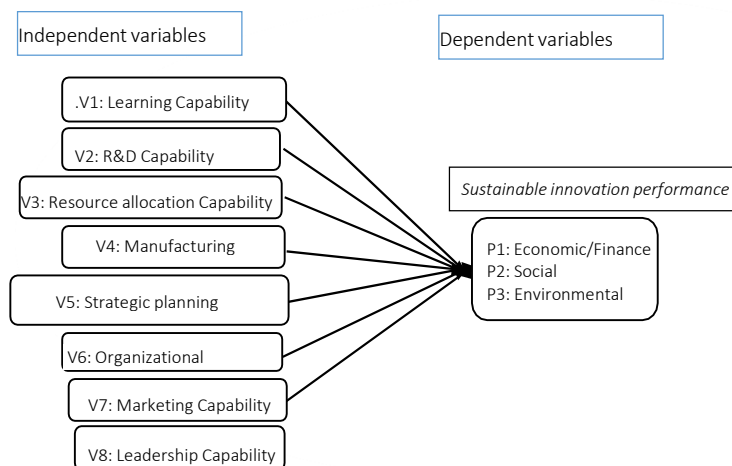 Independent variables
Dependent variables
.V1: Learning Capability
V2: R&D Capability
V3: Resource allocation Capability
V4: Manufacturing
V5: Strategic planning
V6: Organizational
V7: Marketing Capability
V8: Leadership Capability
Sustainable innovation performance
P1: Economic/Finance
P2: Social
P3: Environmental